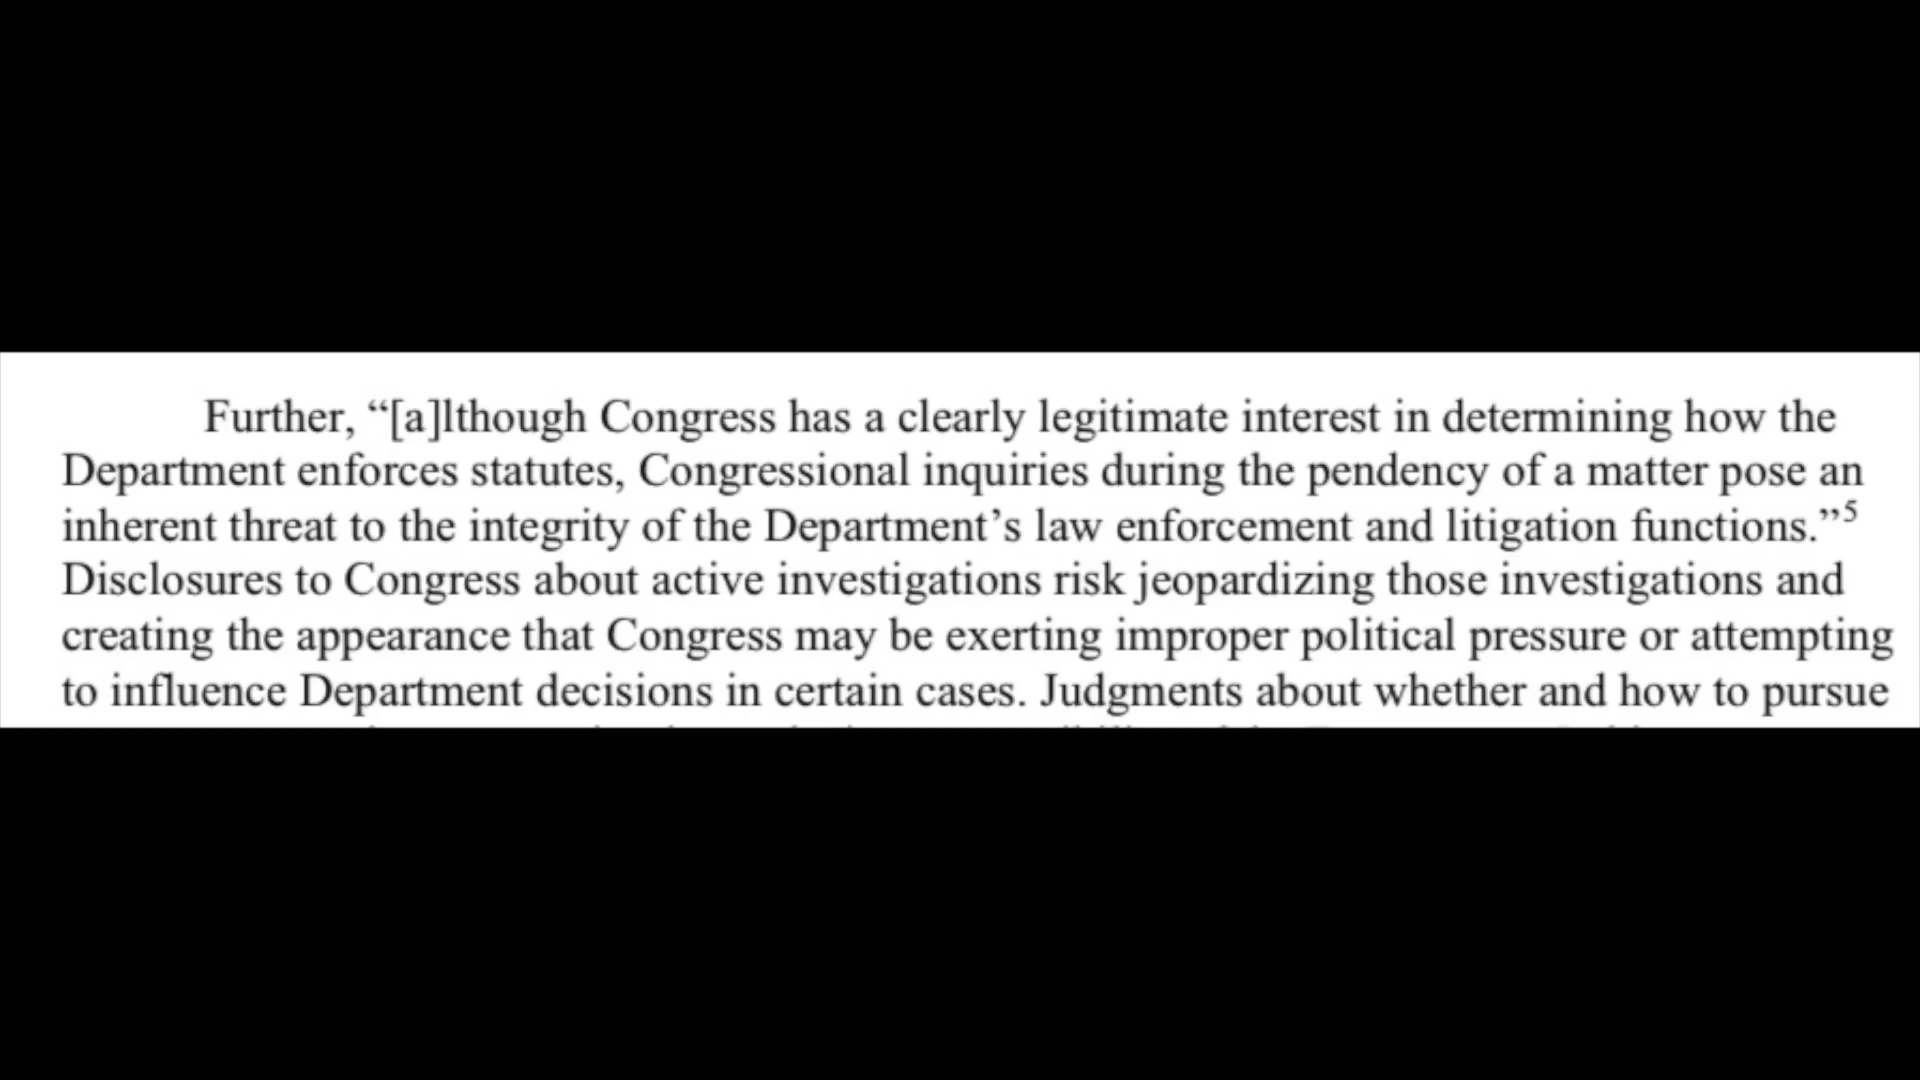 Further, “[a]lthough Congress has a clearly legitimate interest in determining how the
Department enforces statutes, Congressional inquiries during the pendency of a matter pose an
inherent threat to the integrity of the Department’s law enforcement and litigation functions.”5
Disclosures to Congress about active investigations risk jeopardizing those investigations and
creating the appearance that Congress may be exerting improper political pressure or attempting
to influence Department decisions in certain cases. Judgments about whether and how to pursue